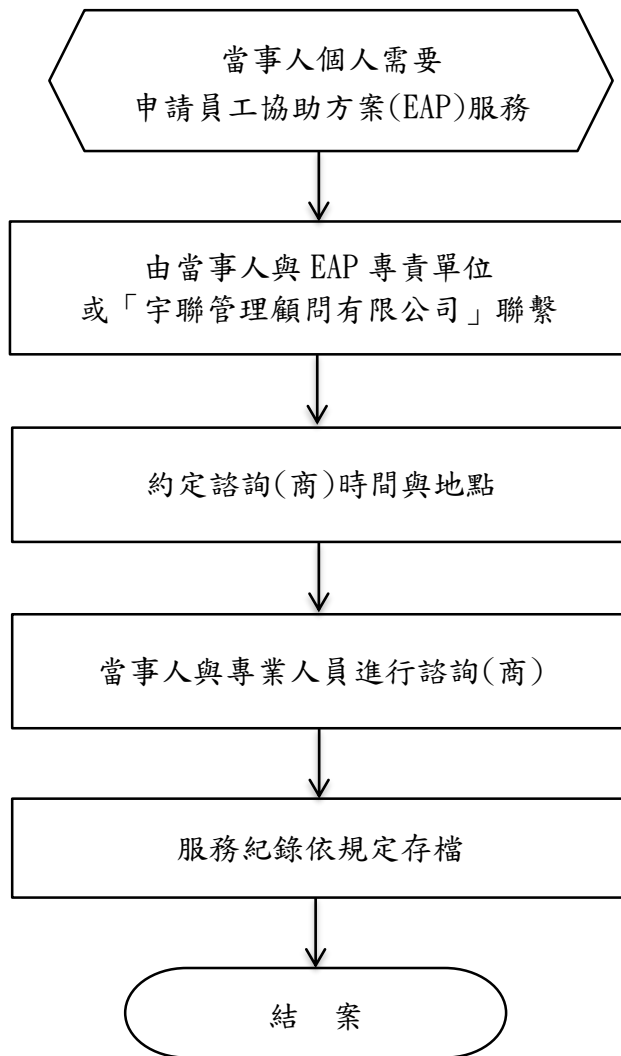 當事人個人需要
申請員工協助方案(EAP)服務
由當事人與 EAP 專責單位
或「宇聯管理顧問有限公司」聯繫
約定諮詢(商)時間與地點
當事人與專業人員進行諮詢(商)
服務紀錄依規定存檔
結　案